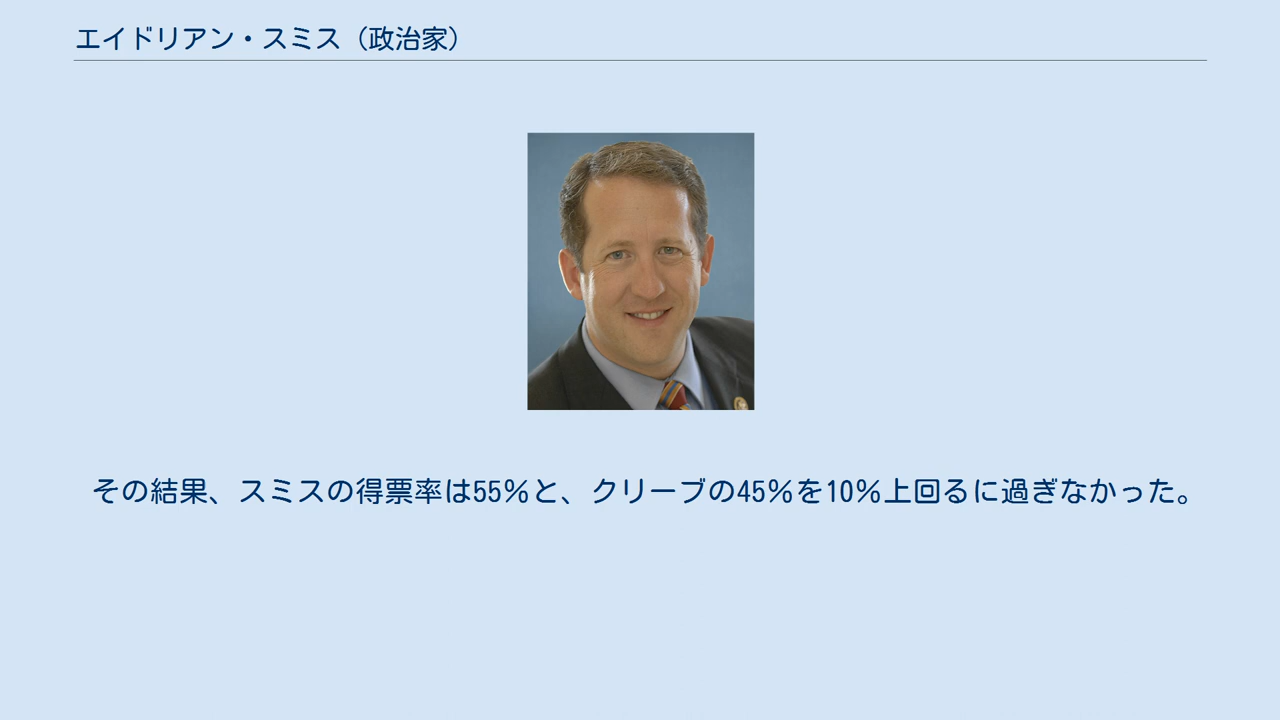 エイドリアン・スミス（政治家）
その結果、スミスの得票率は55％と、クリーブの45％を10％上回るに過ぎなかった。